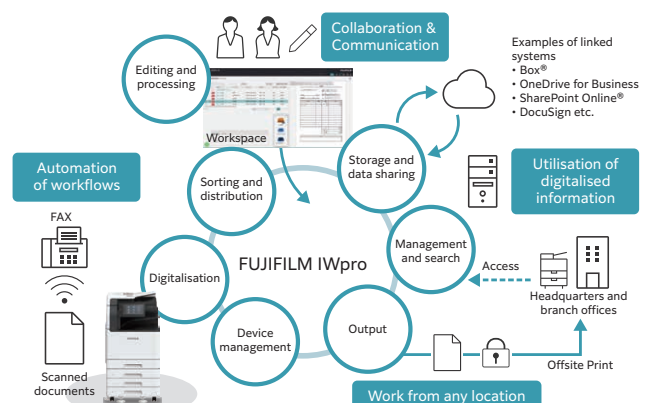 Collaboration &
Communication
Examples of linked
systems
• Box®
• OneDrive for Business
• SharePoint Online®
• DocuSign etc.
Editing and
processing
Workspace
Storage and
data sharing
Automation
of workflows
Sorting and
distribution
Utilisation of
digitalised
information
FAX
Management
and search
FUJIFILM IWpro
Digitalisation
Access
Headquarters and
branch offices
Device
management
Output
Scanned
documents
Offsite Print
Work from any location